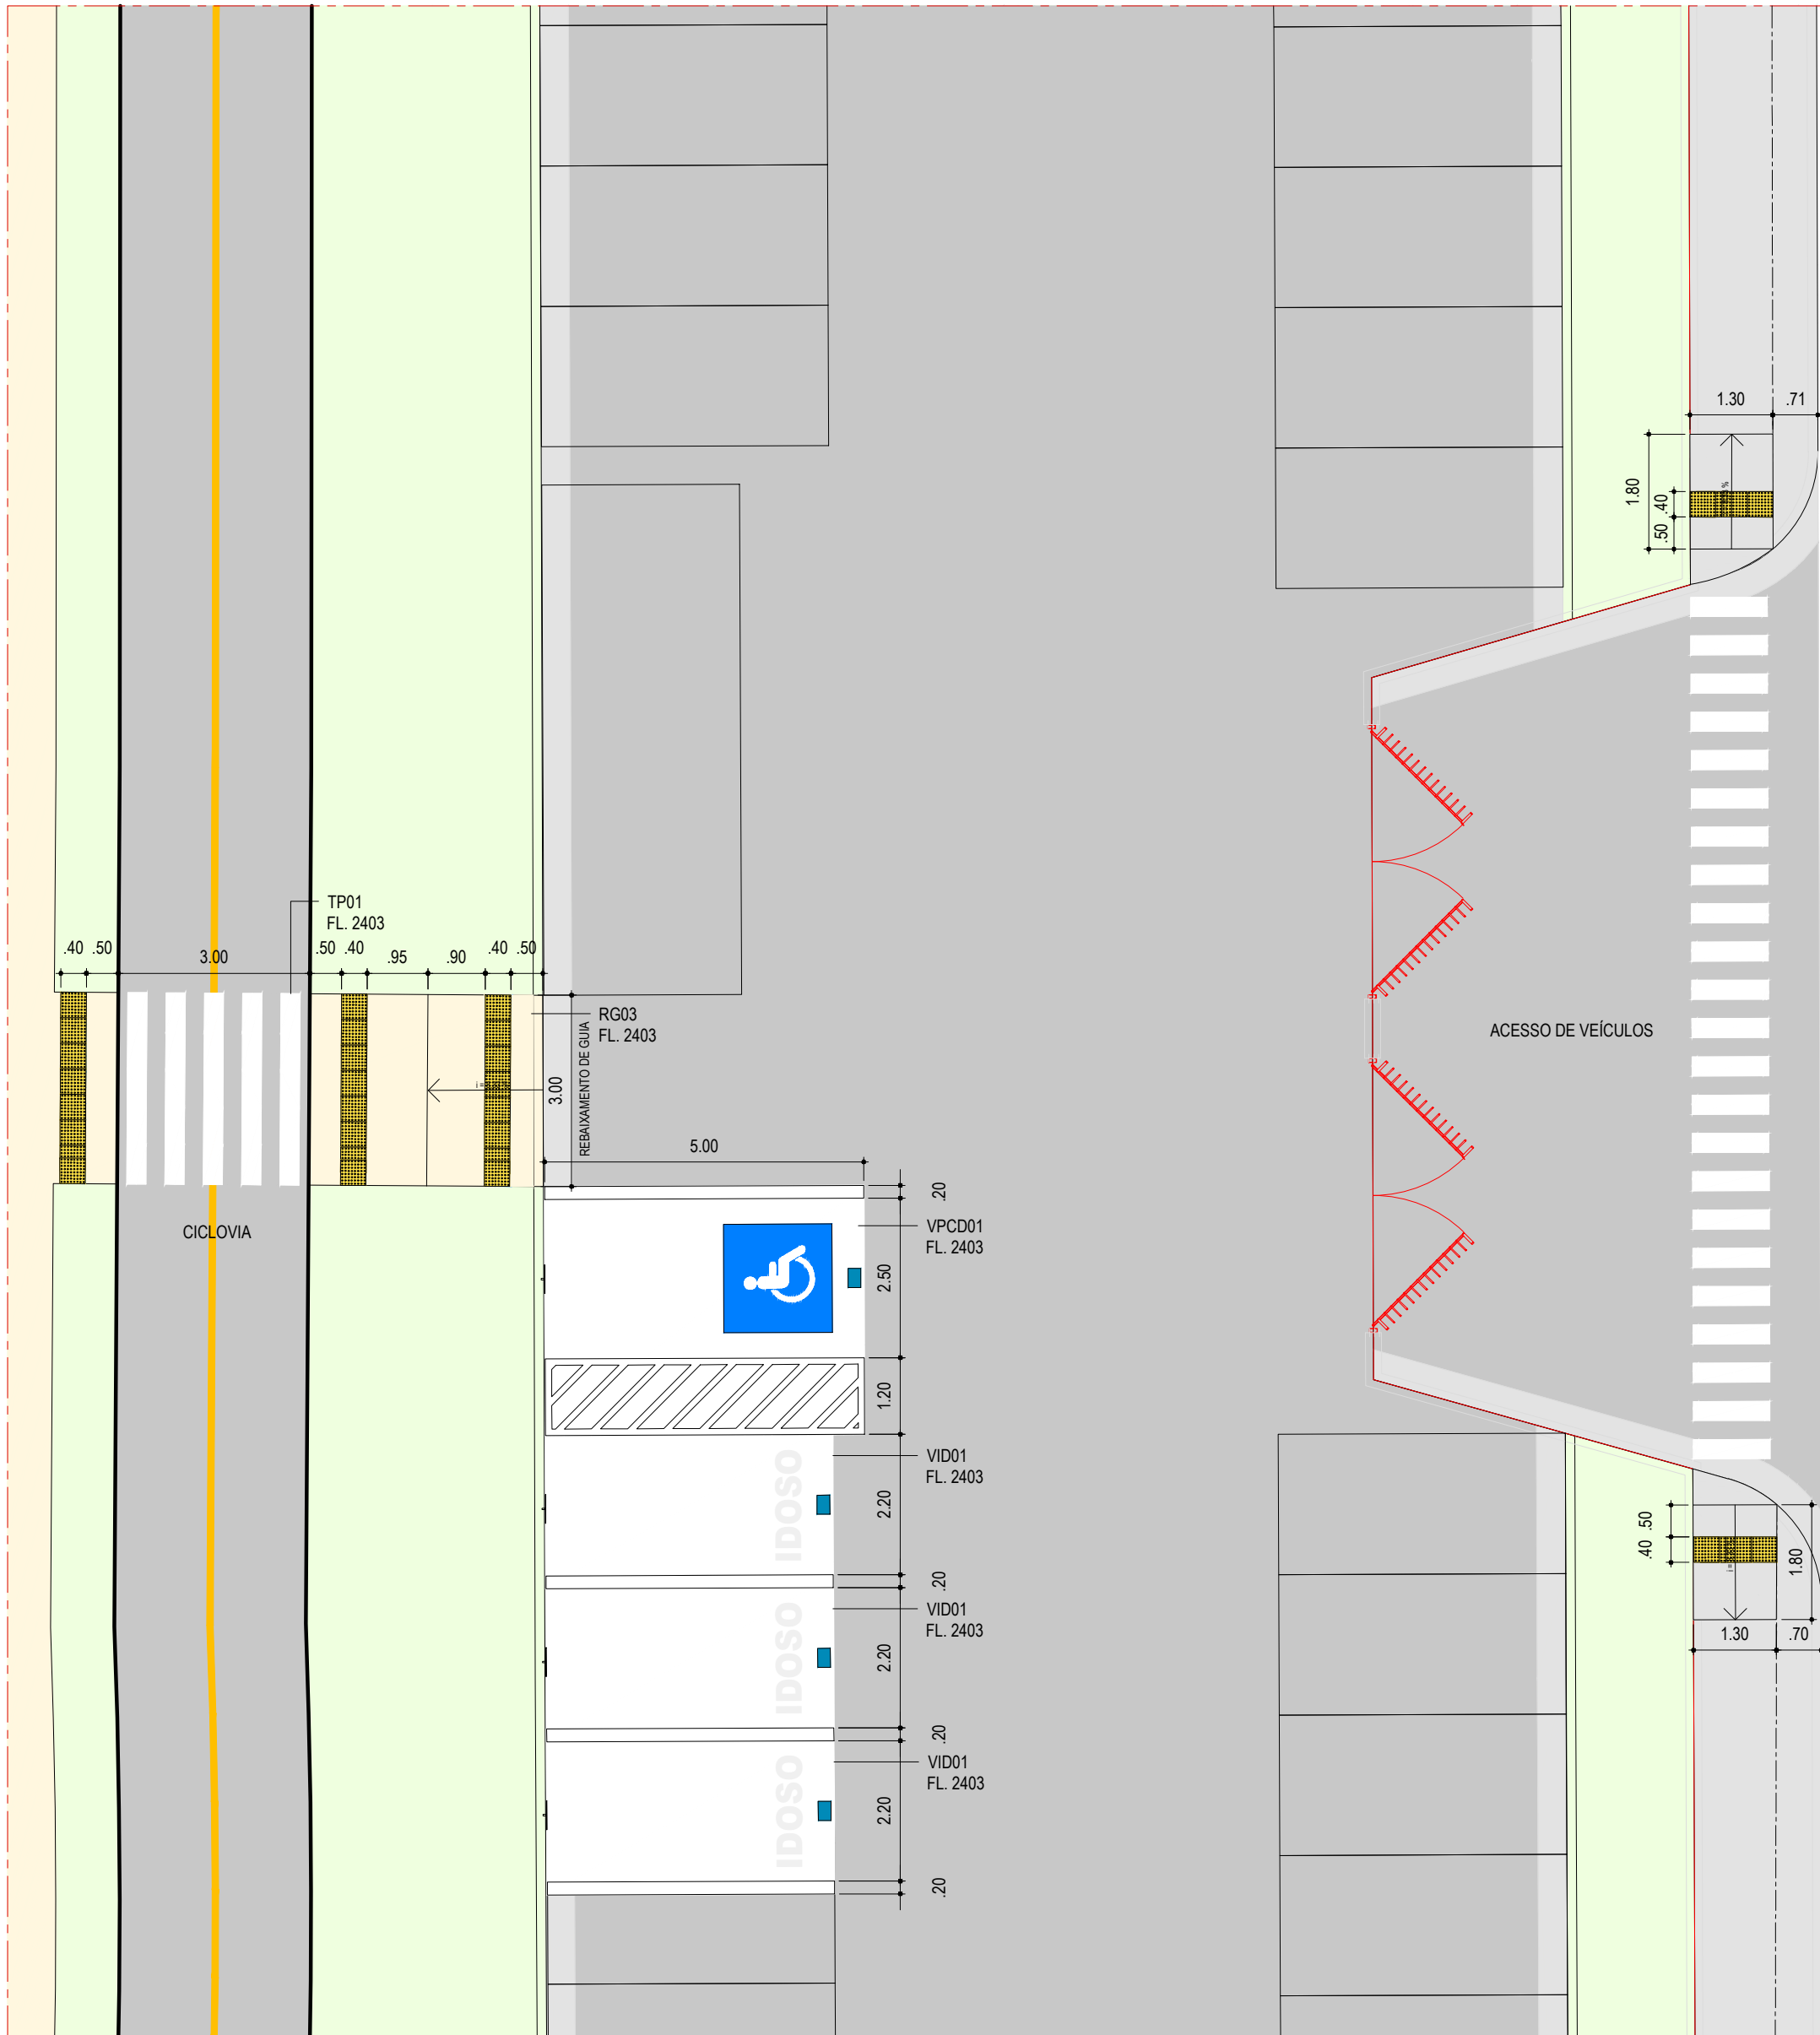 1.30
.71
1.80
.40
.50
TP01
FL. 2403
.40
.50
3.00
.50
.40
.95
.90
.40
.50
RG03
FL. 2403
REBAIXAMENTO DE GUIA
3.00
ACESSO DE VEÍCULOS
5.00
.20
CICLOVIA
VPCD01
FL. 2403
2.50
1.20
VID01
FL. 2403
IDOSO
2.20
.50
.40
1.80
.20
VID01
FL. 2403
IDOSO
2.20
1.30
.70
.20
VID01
FL. 2403
IDOSO
2.20
.20